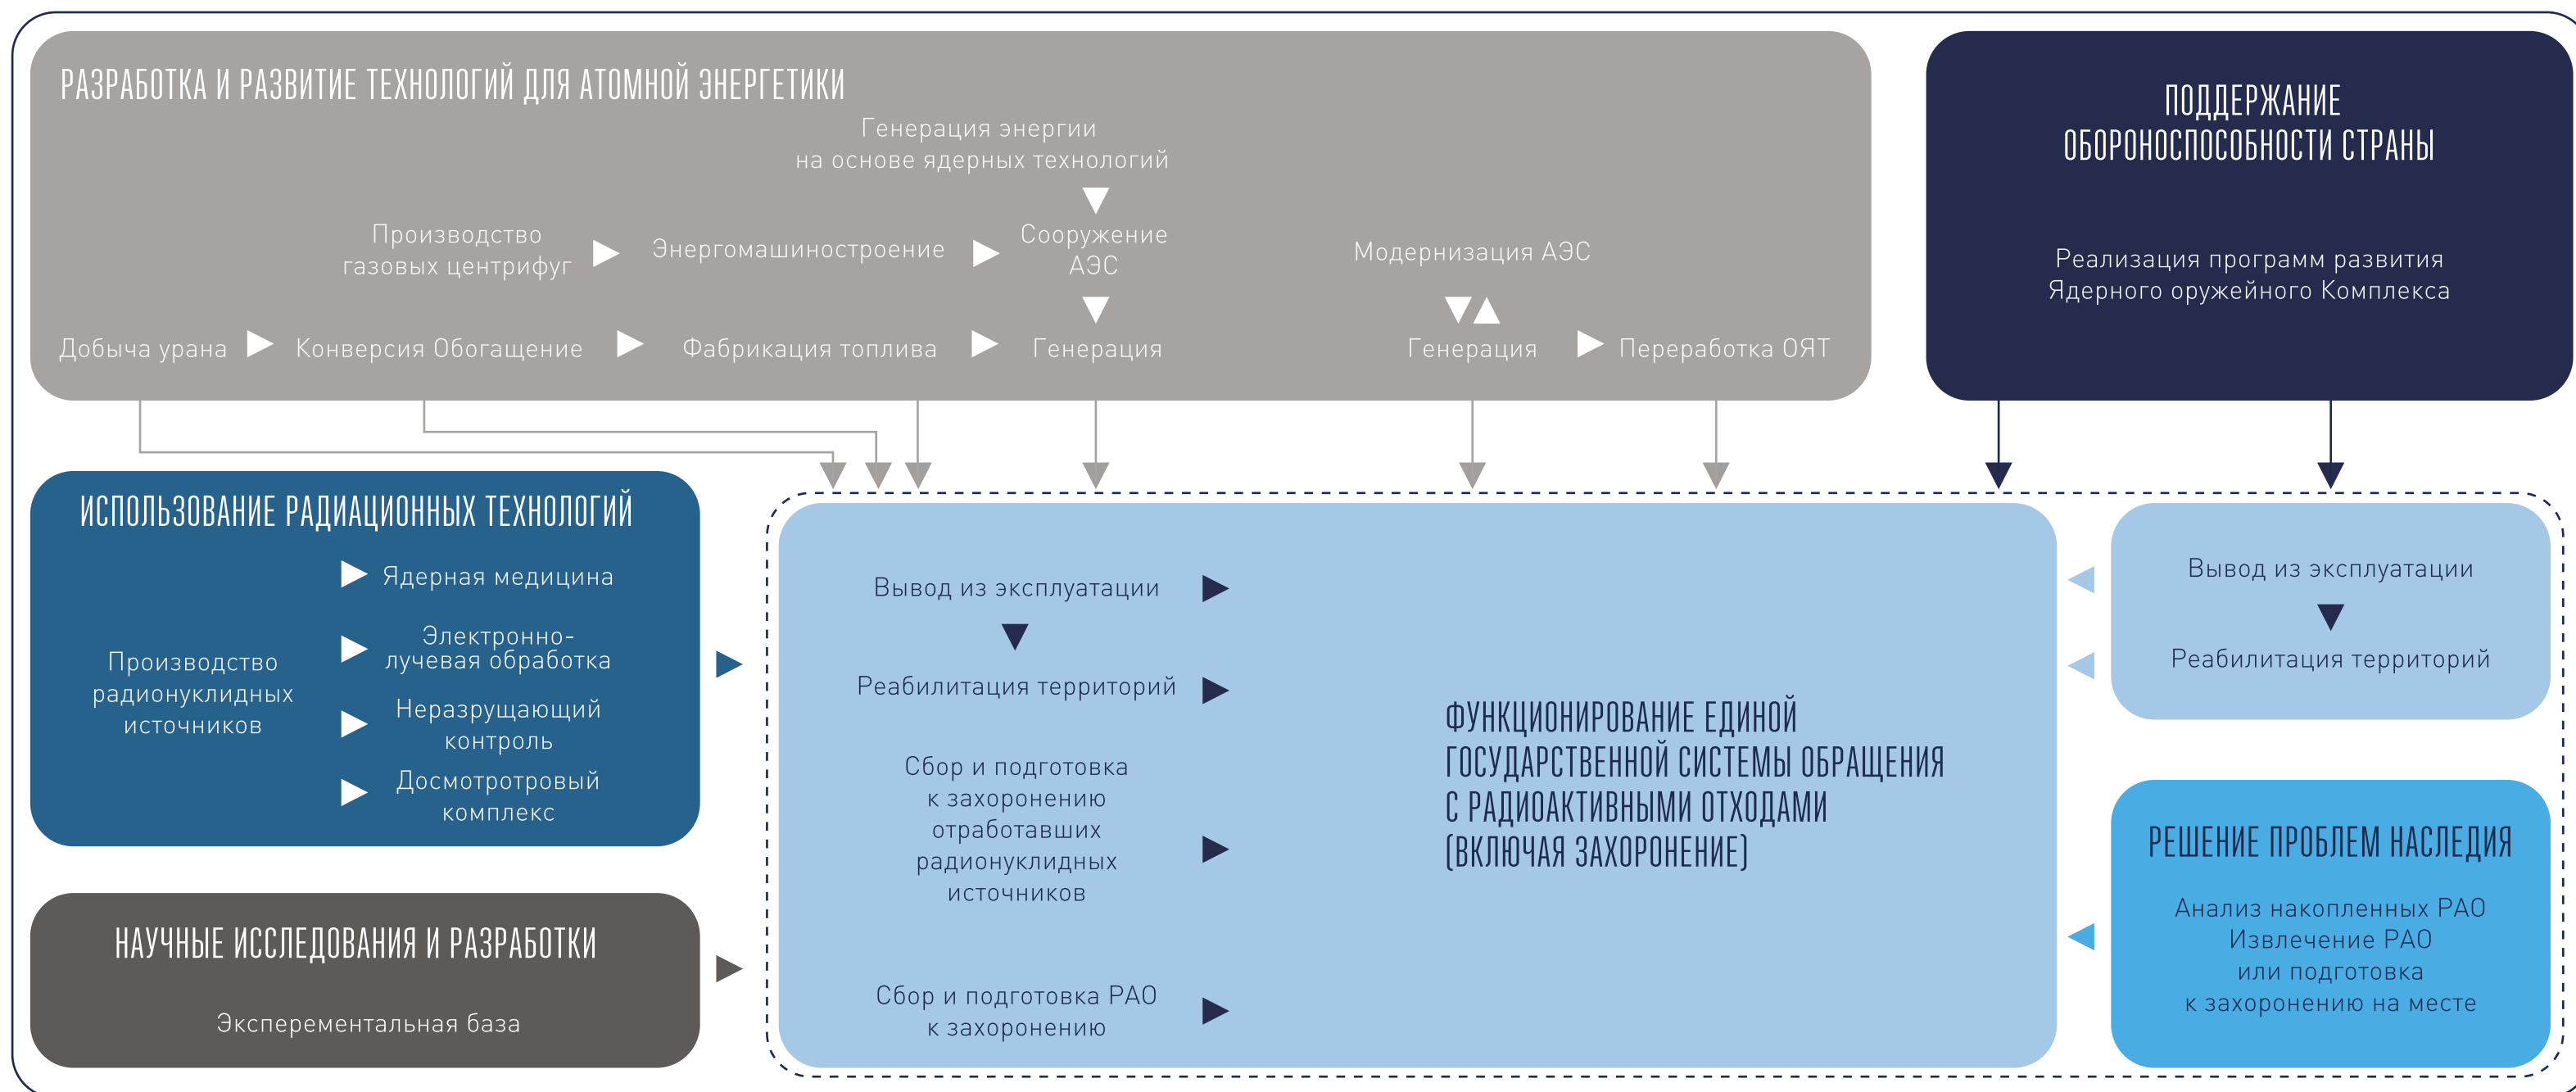 РАЗРАБОТКА И РАЗВИТИЕ ТЕХНОЛОГИЙ ДЛЯ АТОМНОЙ ЭНЕРГЕТИКИ
Генерация энергии
на основе ядерных технологий
Производство
газовых центрифуг
Энергомашиностроение
Сооружение
АЭС
Модернизация АЭС
Добыча урана
Конверсия Обогащение
Фабрикация топлива
Генерация
Генерация
Переработка ОЯТ
ПОДДЕРЖАНИЕ
ОБОРОНОСПОСОБНОСТИ СТРАНЫ
Реализация программ развития
Ядерного оружейного Комплекса
ИСПОЛЬЗОВАНИЕ РАДИАЦИОННЫХ ТЕХНОЛОГИЙ
Производство
радионуклидных
источников
Ядерная медицина
Электронно-
лучевая обработка
Неразрушающий
контроль
Досмотротровый
комплекс
НАУЧНЫЕ ИССЛЕДОВАНИЯ И РАЗРАБОТКИ
Эксперементальная база
Вывод из эксплуатации
Реабилитация территорий
Сбор и подготовка
к захоронению
отработавших
радионуклидных
источников
Сбор и подготовка РАО
к захоронению
ФУНКЦИОНИРОВАНИЕ ЕДИНОЙ
ГОСУДАРСТВЕННОЙ СИСТЕМЫ ОБРАЩЕНИЯ
С РАДИОАКТИВНЫМИ ОТХОДАМИ
(ВКЛЮЧАЯ ЗАХОРОНЕНИЕ)
Вывод из эксплуатации
Реабилитация территорий
РЕШЕНИЕ ПРОБЛЕМ НАСЛЕДИЯ
Анализ накопленных РАО
Извлечение РАО
или подготовка
к захоронению на месте